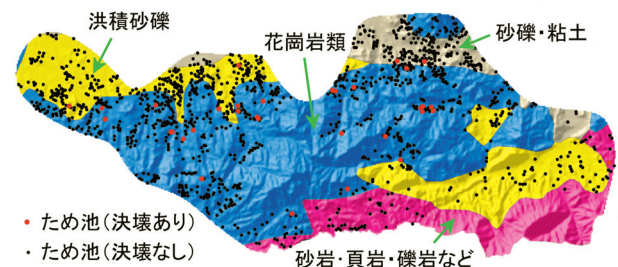 洪積砂礫
花崗岩類
砂礫・粘土
• ため池(決壊あり)
• ため池(決壊なし)
砂岩・頁岩・礫岩など